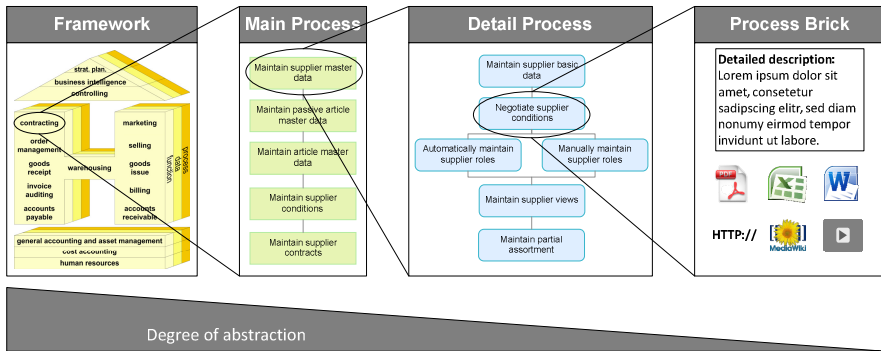 Framework
strat. plan.
business intelligence
controlling
contracting
order
management
goods
receipt
invoice
auditing
accounts
payable
warehousing
marketing
selling
goods
issue
billing
accounts
receivable
function
data
process
general accounting and asset management
cost accounting
human resources
Main Process
Maintain supplier master
data
Maintain passive article
master data
Maintain article master
data
Maintain supplier
conditions
Maintain supplier
contracts
Detail Process
Maintain supplier basic
data
Negotiate supplier
conditions
Automatically maintain
supplier roles
Manually maintain
supplier roles
Maintain supplier views
Maintain partial
assortment
Process Brick
Detailed description:
Lorem ipsum dolor sit
amet, consetetur
sadipscing elitr, sed diam
nonumy eirmod tempor
invidunt ut labore.
PDF
X
W
HTTP://
[[ ]]
MediaWiki
Degree of abstraction